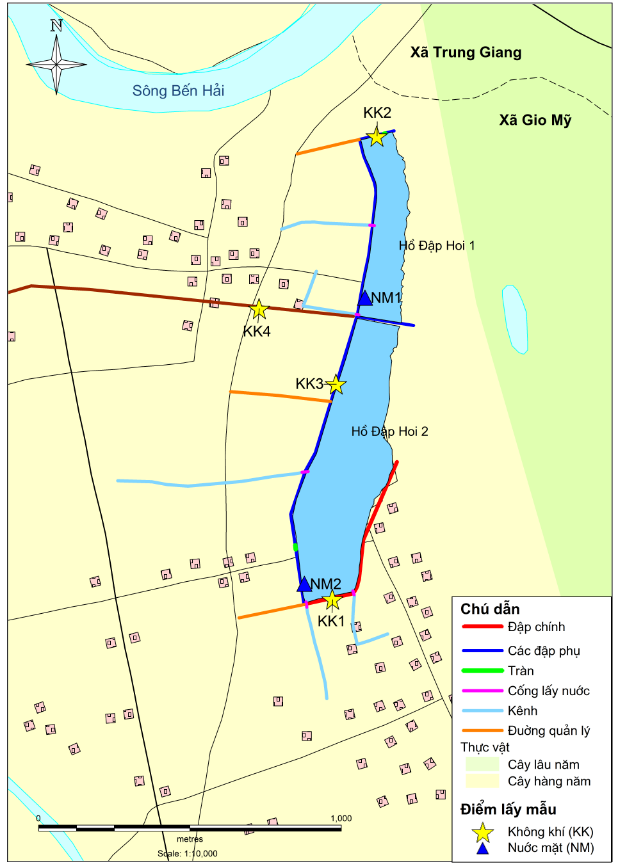 N
Xã Trung Giang
Sông Bến Hải
KK2
Xã Gio Mỹ
Hồ Đập Hoi 1
NM1
KK4
KK3
Hồ Đập Hoi 2
NM2
KK1
Chú dẫn
Đập chính
Các đập phụ
Tràn
Cống lấy nước
Kênh
Đường quản lý
Thực vật
Cây lâu năm
Cây hàng năm
Điểm lấy mẫu
Không khí (KK)
Nước mặt (NM)
0 1,000
metres
Scale: 1:10,000